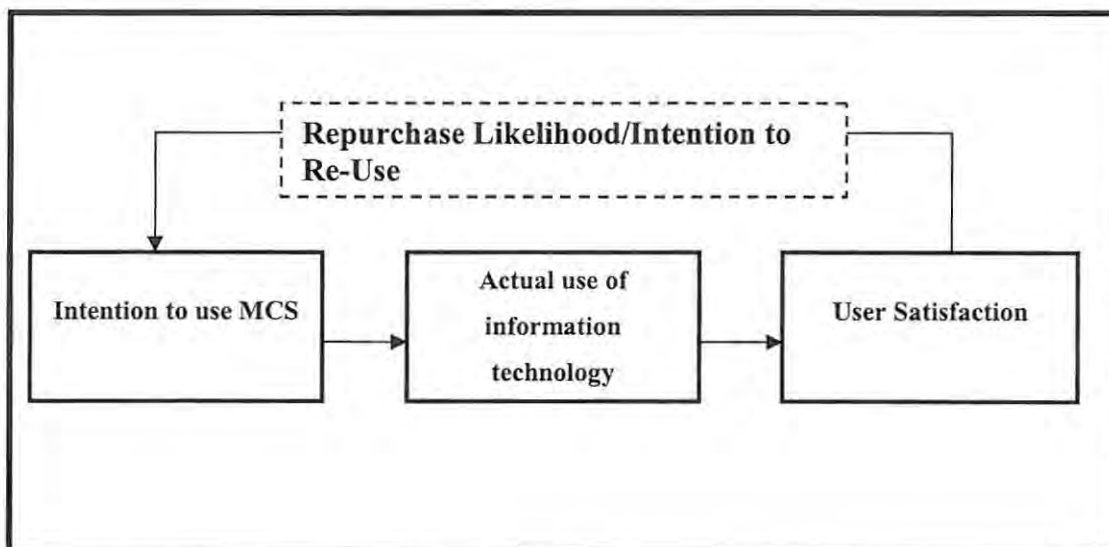 Repurchase Likelihood/Intention to
Re-Use
Intention to use MCS
Actual use of
information
technology
User Satisfaction